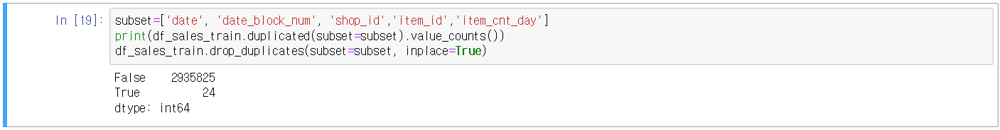 In [19]:
subset=['date', 'date_block_num', 'shop_id','item_id','item_cnt_day']
print(df_sales_train.duplicated(subset=subset).value_counts())
df_sales_train.drop_duplicates(subset=subset, inplace=True)
False    2935825
True          24
dtype: int64